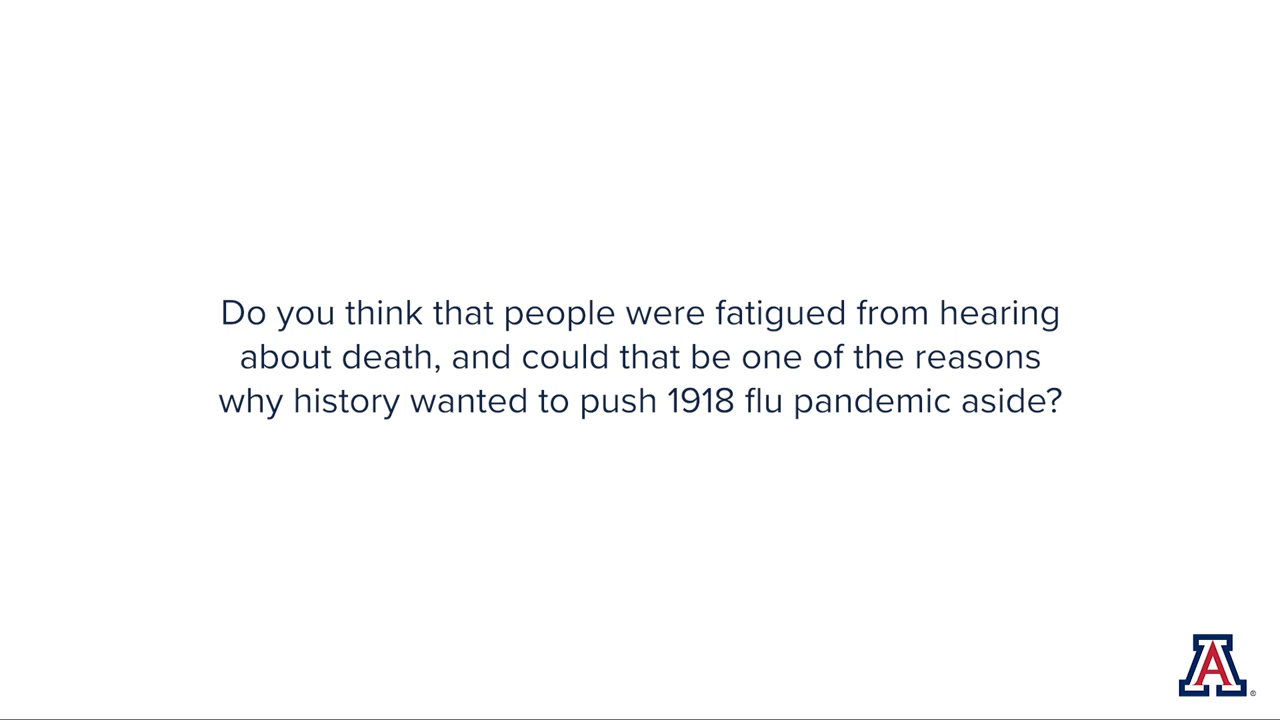 Do you think that people were fatigued from hearing
about death, and could that be one of the reasons
why history wanted to push 1918 flu pandemic aside?
A
®